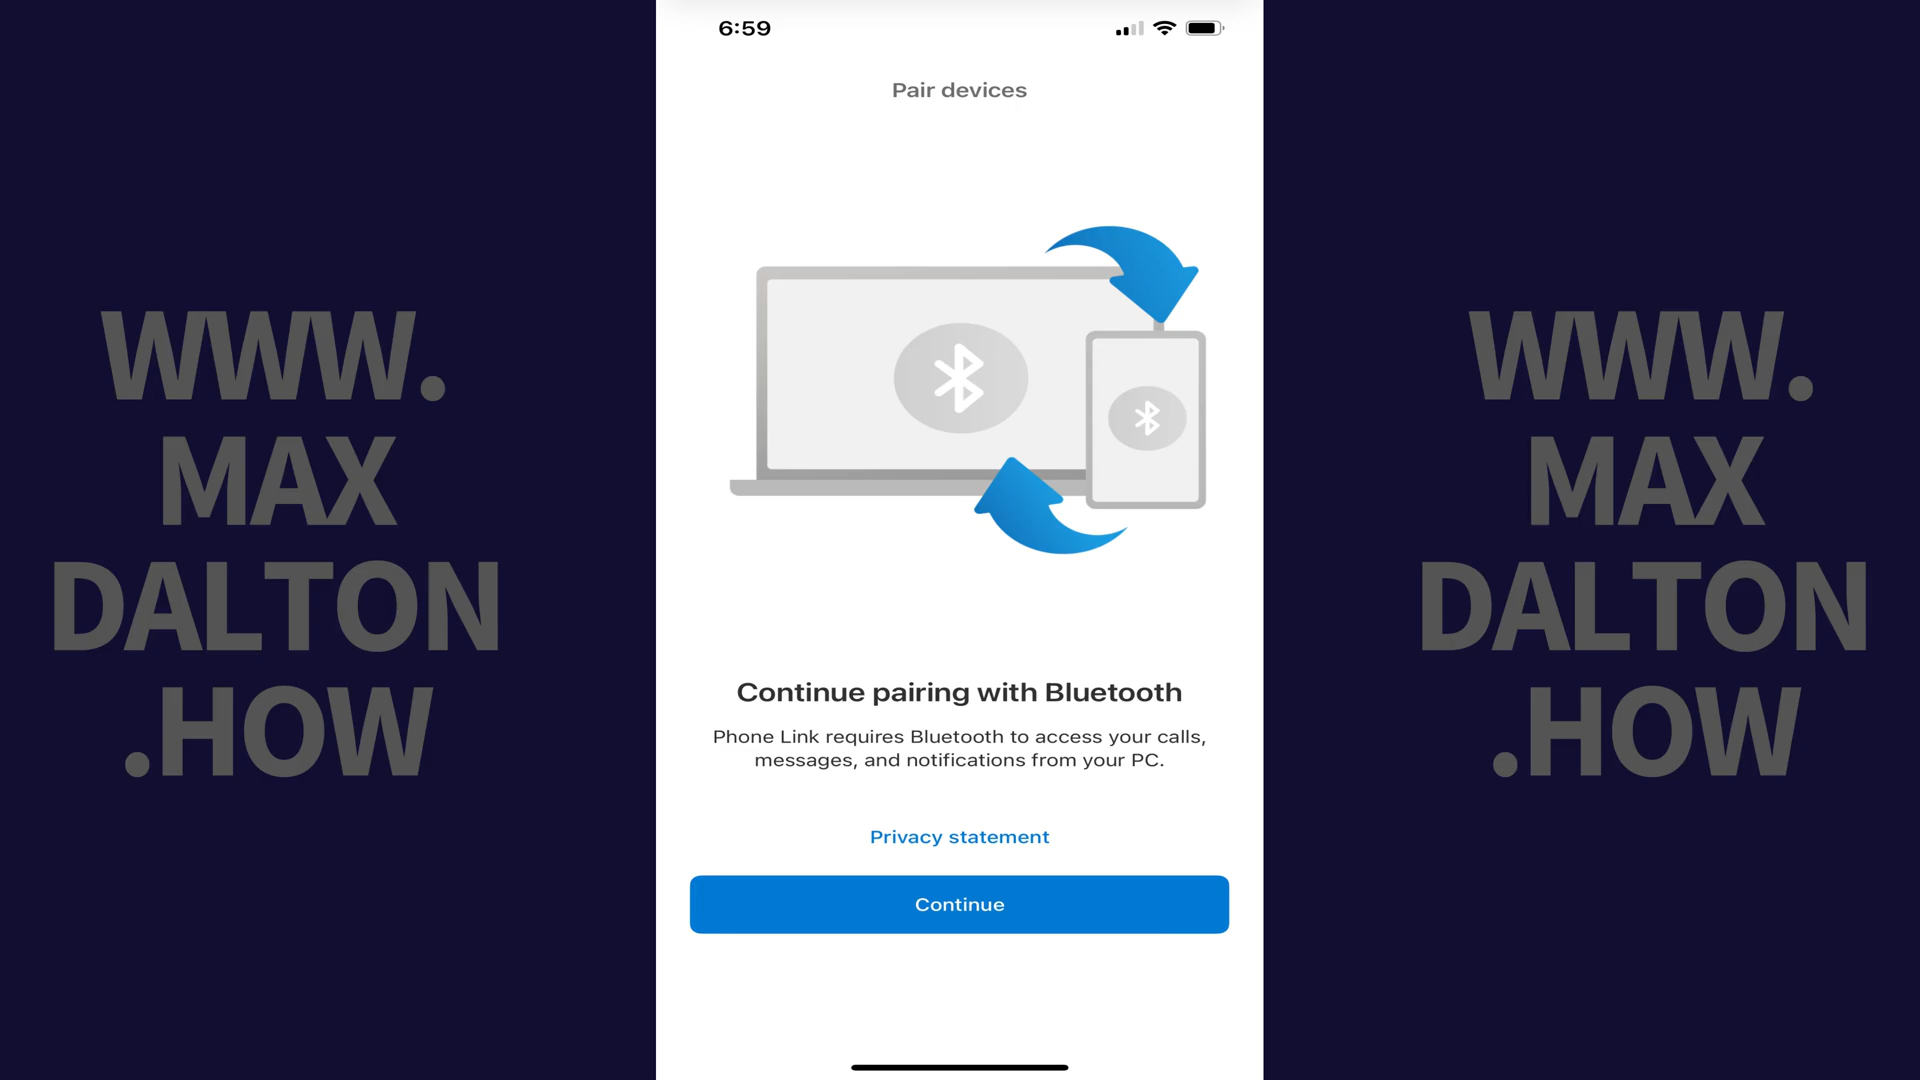 6:59
Pair devices
WWW.
MAX
DALTON
.HOW
Continue pairing with Bluetooth
Phone Link requires Bluetooth to access your calls,
messages, and notifications from your PC.
Privacy statement
Continue
WWW.
MAX
DALTON
.HOW